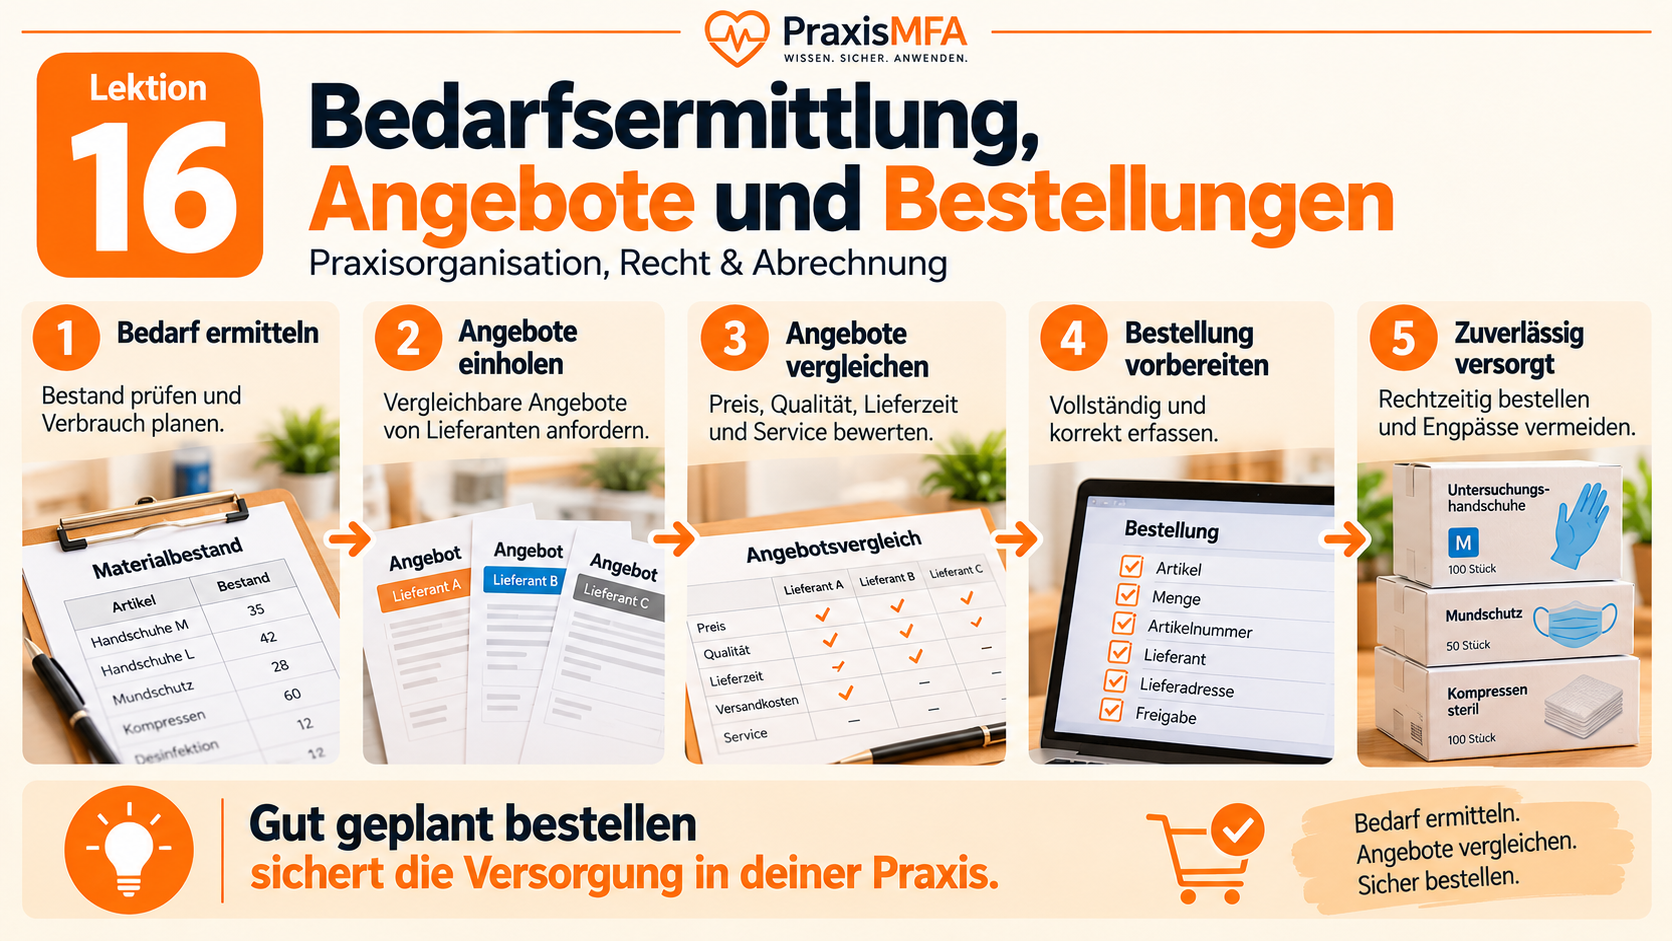 PraxisMFA
WISSEN. SICHER. ANWENDEN.
Lektion
16
Bedarfsermittlung,
Angebote und Bestellungen
Praxisorganisation, Recht & Abrechnung
1
Bedarf ermitteln
Bestand prüfen und
Verbrauch planen.
Materialbestand
Artikel Bestand
Handschuhe M 35
Handschuhe L 42
Mundschutz 28
Kompressen 60
Desinfektion 12
12
2
Angebote
einholen
Vergleichbare Angebote
von Lieferanten anfordern.
Angebot
Lieferant A
Angebot
Lieferant B
Angebot
Lieferant C
3
Angebote
vergleichen
Preis, Qualität, Lieferzeit
und Service bewerten.
Angebotsvergleich
Lieferant A Lieferant B Lieferant C
Preis
Qualität
Lieferzeit
Versandkosten
Service
4
Bestellung
vorbereiten
Vollständig und
korrekt erfassen.
Bestellung
Artikel
Menge
Artikelnummer
Lieferant
Lieferadresse
Freigabe
5
Zuverlässig
versorgt
Rechtzeitig bestellen
und Engpässe vermeiden.
Untersuchungs-
handschuhe
M
100 Stück
Mundschutz
50 Stück
Kompressen
steril
100 Stück
Gut geplant bestellen
sichert die Versorgung in deiner Praxis.
Bedarf ermitteln.
Angebote vergleichen.
Sicher bestellen.